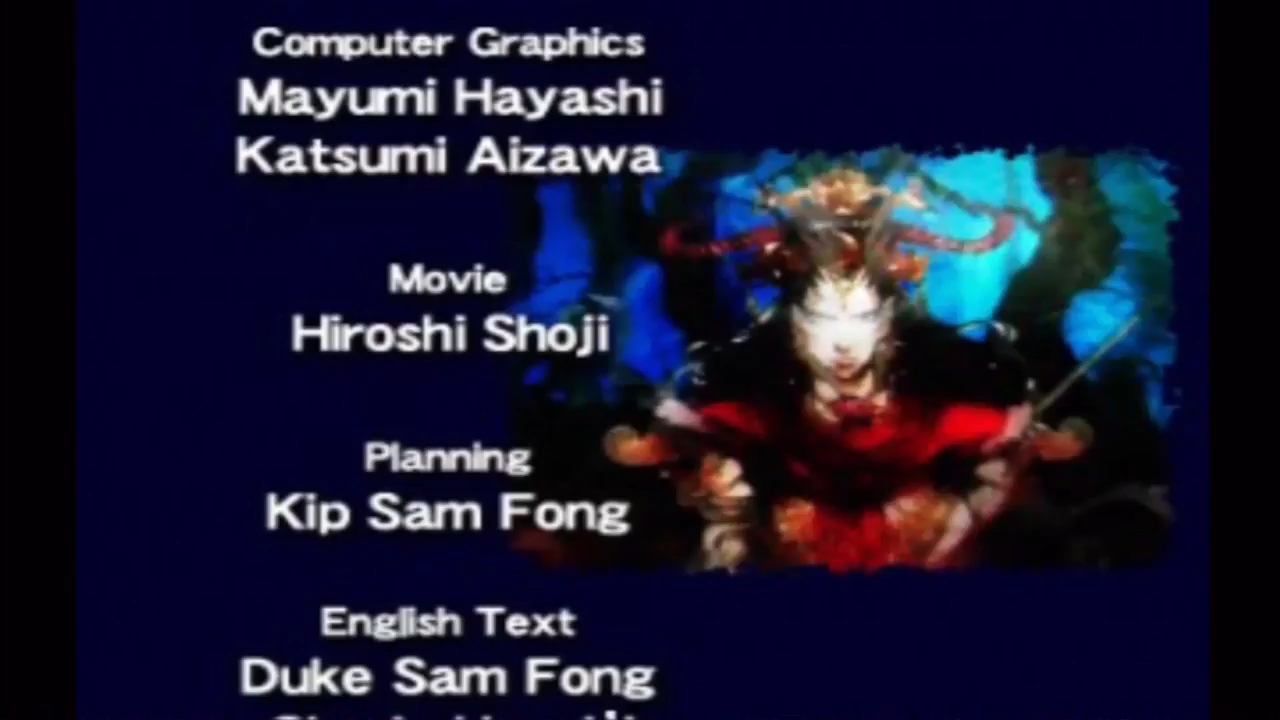 Computer Graphics
Mayumi Hayashi
Katsumi Aizawa
Movie
Hiroshi Shoji
Planning
Kip Sam Fong
English Text
Duke Sam Fong